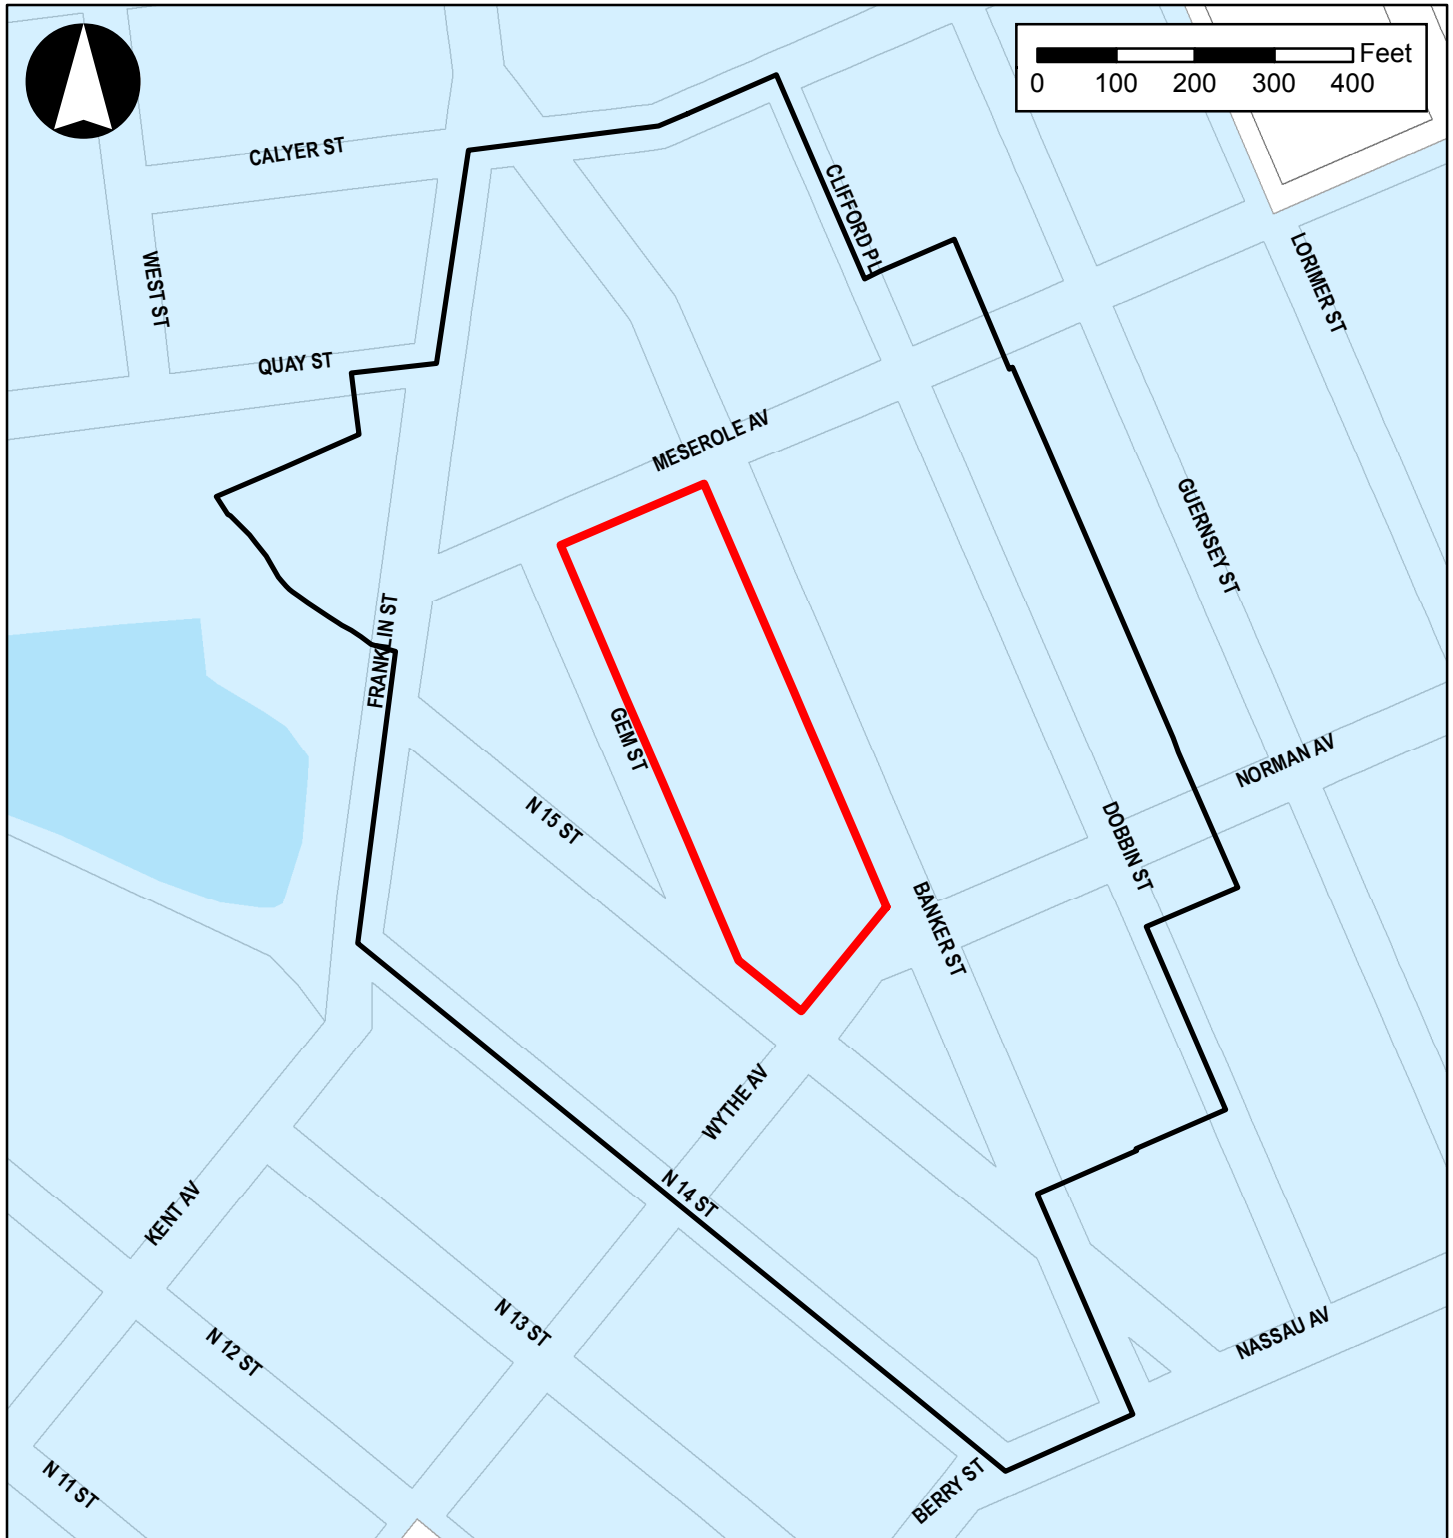 Feet
0 100 200 300 400
CALYER ST
CLIFFORD PL
WEST ST
LORIMER ST
QUAY ST
MESEROLE AV
GUERNSEY ST
FRANKLIN ST
GEM ST
NORMAN AV
N 15 ST
DOBBIN ST
BANKER ST
WYTHE AV
N 14 ST
KENT AV
N 13 ST
NASSAU AV
N 12 ST
BERRY ST
N 11 ST